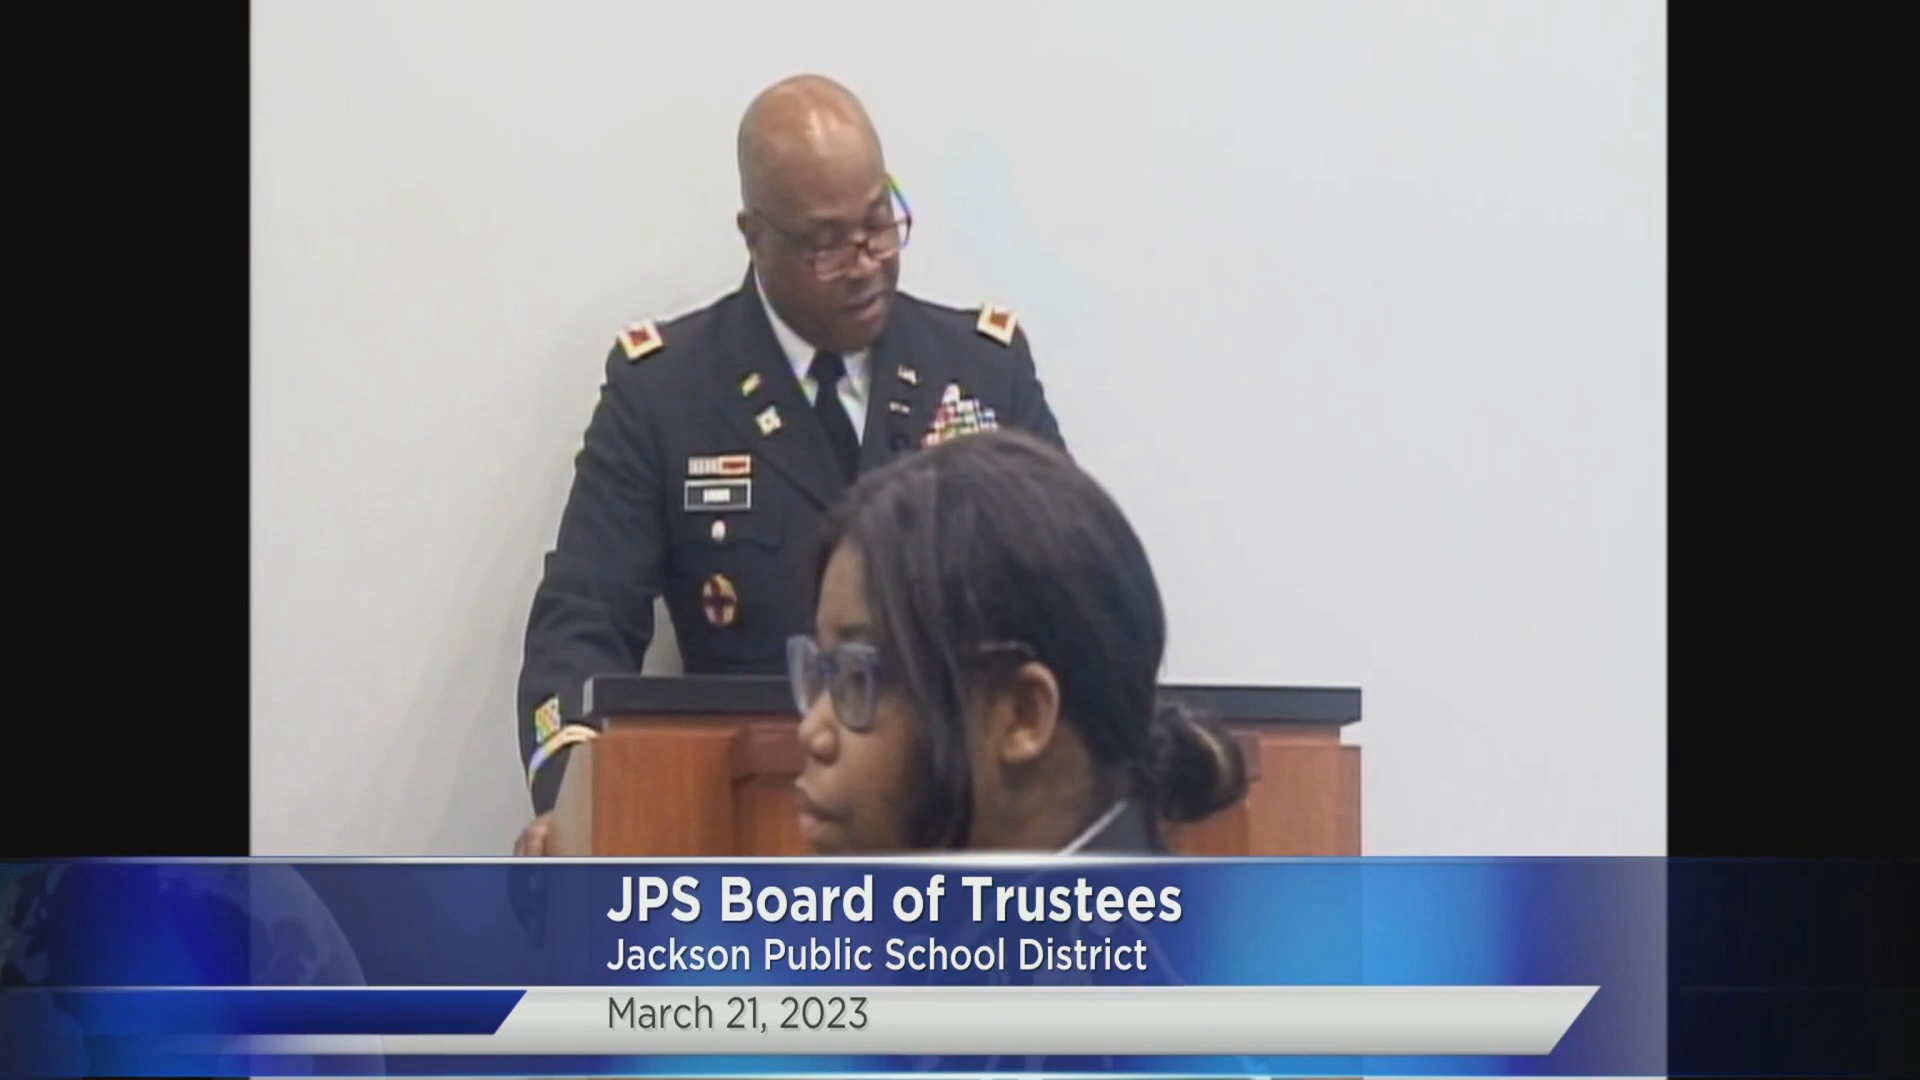 JPS Board of Trustees
Jackson Public School District
March 21, 2023